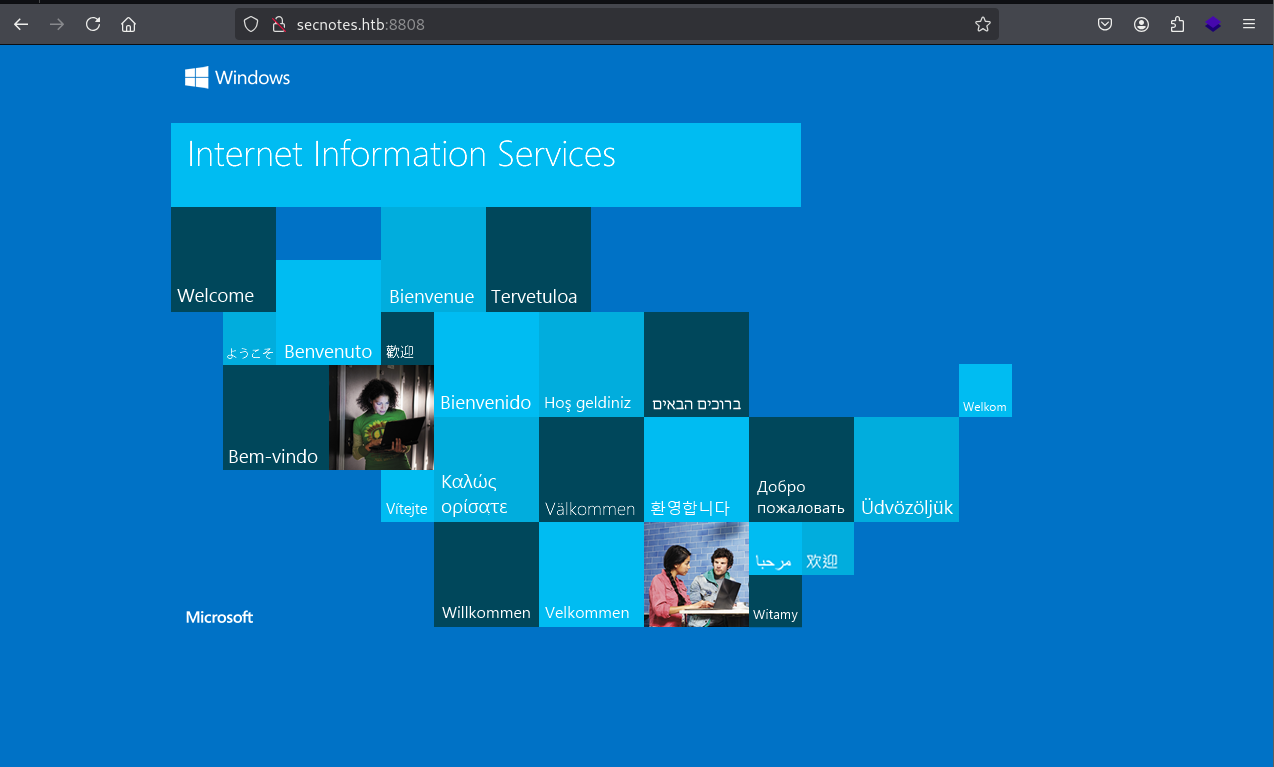 secnotes.htb:8808
Windows
Internet Information Services
Welcome
Bienvenue
Tervetuloa
ようこそ
Benvenuto
歡迎
Bienvenido
Hoş geldiniz
ברוכים הבאים
Welkom
Bem-vindo
Καλώς
ορίσατε
Vítejte
Välkommen
환영합니다
Добро
пожаловать
Üdvözöljük
مرحبا
欢迎
Microsoft
Willkommen
Velkommen
Witamy